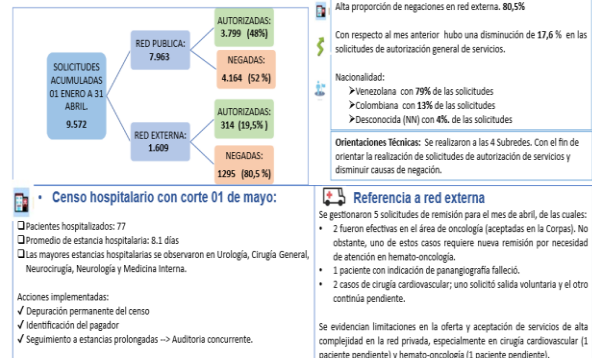 SOLICITUDES
ACUMULADAS
01 ENERO A 31
ABRIL.
9.572
RED PUBLICA:
7.963
RED EXTERNA:
1.609
AUTORIZADAS:
3.799 (48%)
NEGADAS:
4.164 (52 %)
AUTORIZADAS:
314 (19,5% )
NEGADAS:
1295 (80,5 %)
Alta proporción de negaciones en red externa. 80,5%
Con respecto al mes anterior hubo una disminución de 17,6 % en las
solicitudes de autorización general de servicios.
Nacionalidad:
➤Venezolana con 79% de las solicitudes
➤Colombiana con 13% de las solicitudes
➤Desconocida (NN) con 4%. de las solicitudes
Orientaciones Técnicas: Se realizaron a las 4 Subredes. Con el fin de
orientar la realización de solicitudes de autorización de servicios y
disminuir causas de negación.
• Censo hospitalario con corte 01 de mayo:
❑Pacientes hospitalizados: 77
❑Promedio de estancia hospitalaria: 8.1 días
❑Las mayores estancias hospitalarias se observaron en Urología, Cirugía General,
Neurocirugía, Neurología y Medicina Interna.
Acciones implementadas:
✓ Depuración permanente del censo
✓ Identificación del pagador
✓ Seguimiento a estancias prolongadas --> Auditoria concurrente.
Referencia a red externa
Se gestionaron 5 solicitudes de remisión para el mes de abril, de las cuales:
• 2 fueron efectivas en el área de oncología (aceptadas en la Corpas). No
obstante, uno de estos casos requiere nueva remisión por necesidad
de atención en hemato-oncología.
• 1 paciente con indicación de panangiografía falleció.
• 2 casos de cirugía cardiovascular; uno solicitó salida voluntaria y el otro
continúa pendiente.
Se evidencian limitaciones en la oferta y aceptación de servicios de alta
complejidad en la red privada, especialmente en cirugía cardiovascular (1
paciente pendiente) y hemato-oncología (1 paciente pendiente).